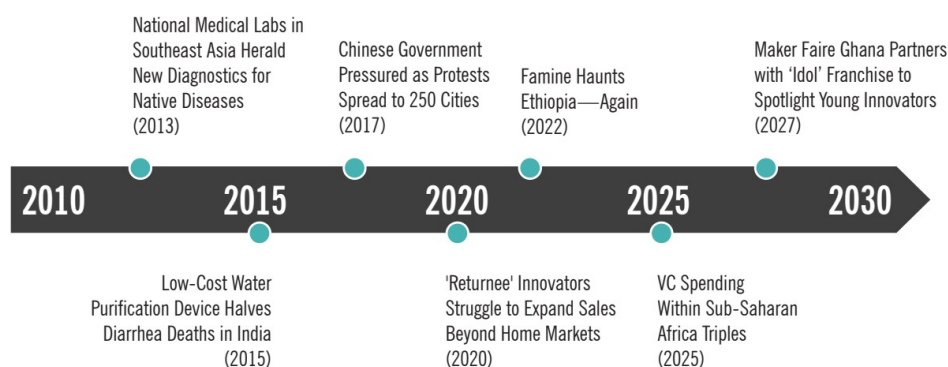 National Medical Labs in
Southeast Asia Herald
New Diagnostics for
Native Diseases
(2013)
Chinese Government
Pressured as Protests
Spread to 250 Cities
(2017)
Famine Haunts
Ethiopia—Again
(2022)
Maker Faire Ghana Partners
with ‘Idol’ Franchise to
Spotlight Young Innovators
(2027)
2010 2015 2020 2025 2030
Low-Cost Water
Purification Device Halves
Diarrhea Deaths in India
(2015)
'Returnee' Innovators
Struggle to Expand Sales
Beyond Home Markets
(2020)
VC Spending
Within Sub-Saharan
Africa Triples
(2025)